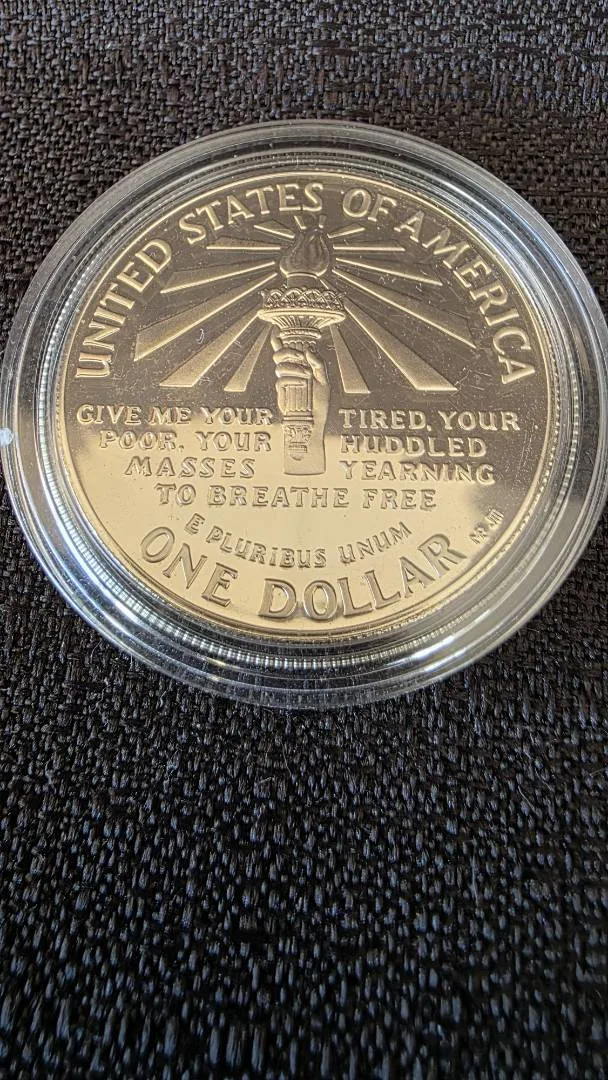 UNITED STATES OF AMERICA
GIVE ME YOUR TIRED, YOUR
POOR, YOUR HUDDLED
MASSES YEARNING
TO BREATHE FREE
E PLURIBUS UNUM
ONE DOLLAR